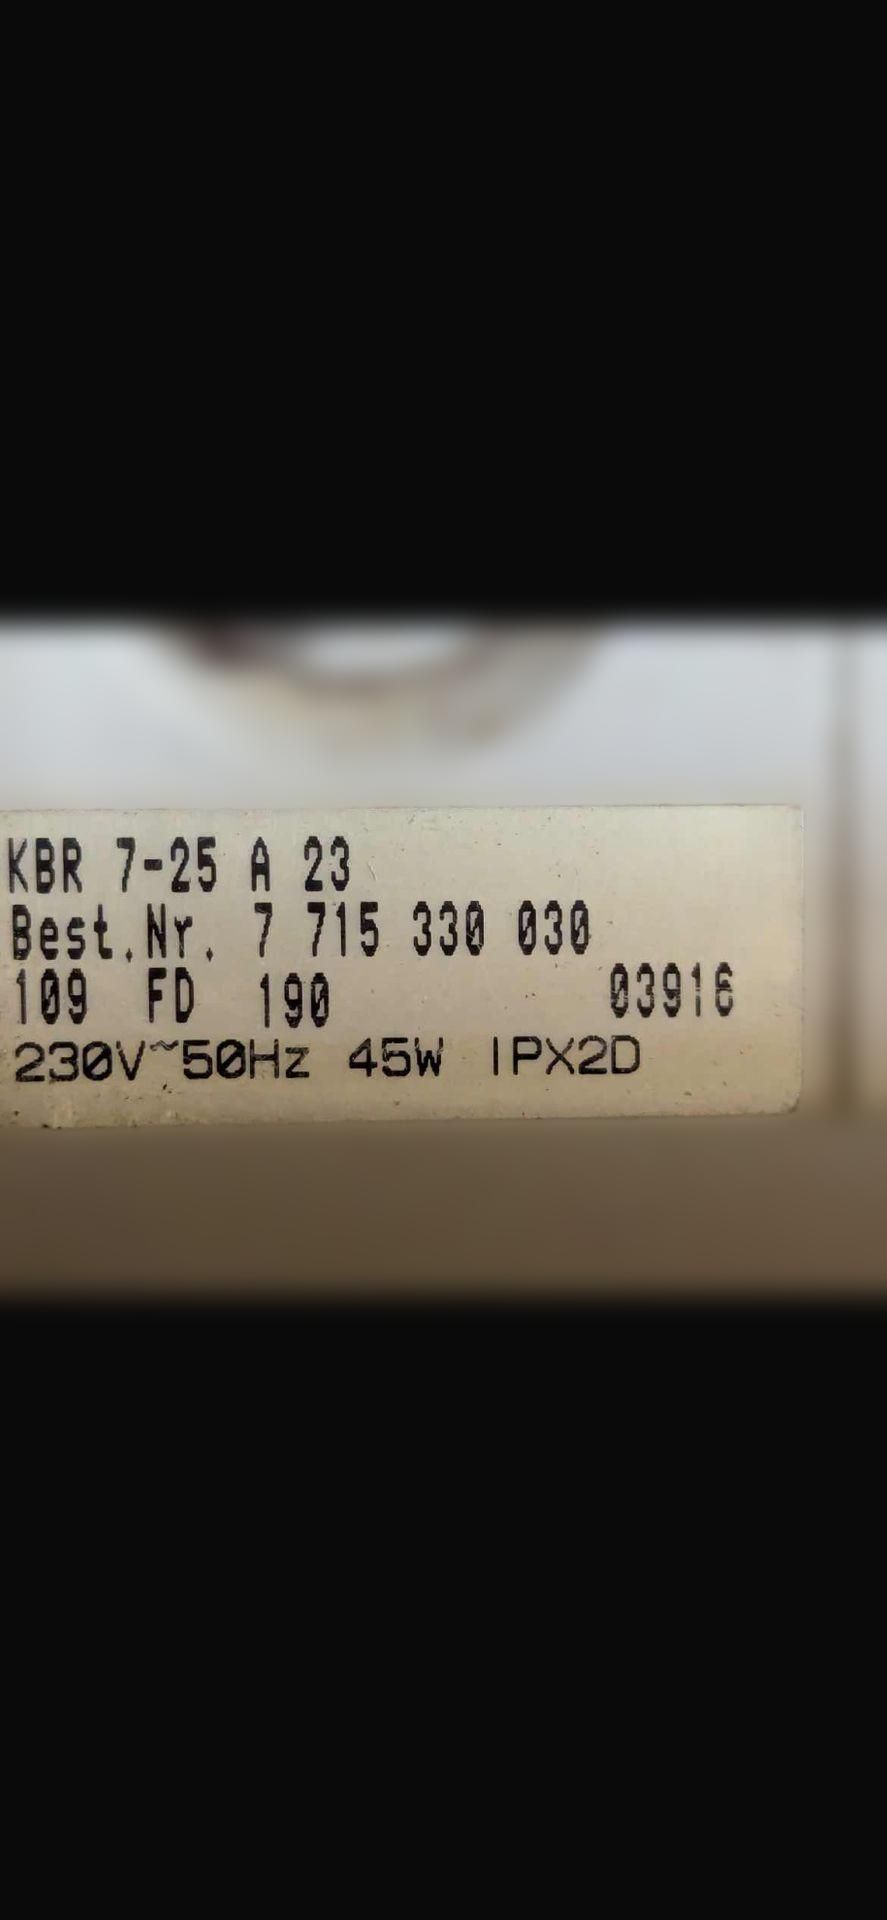 KBR 7-25 A 23
Best.Nr. 7 715 330 030
109 FD 190 03916
230V~50Hz 45W IPX2D